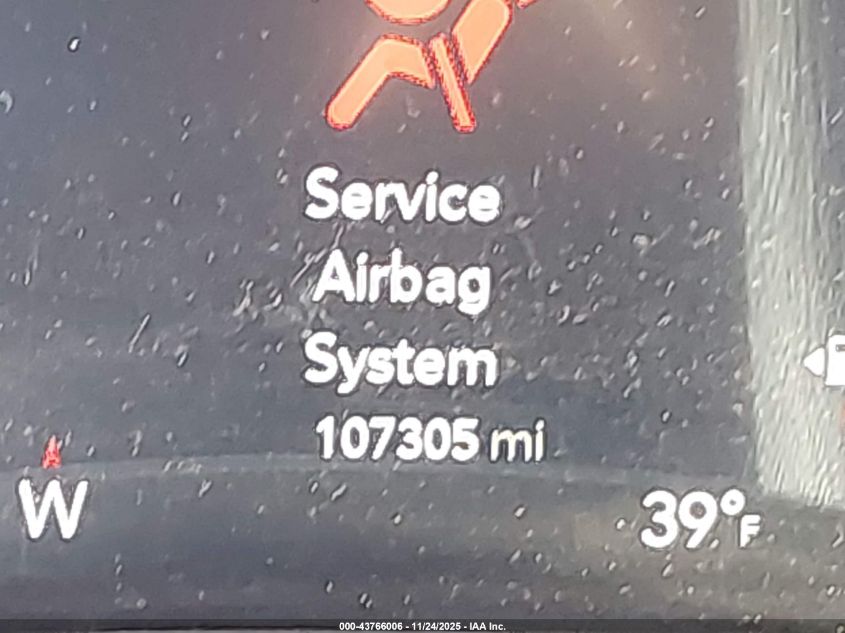 Service
Airbag
System
107305 mi
W
39°F
000-43766006 - 11/24/2025 - IAA Inc.